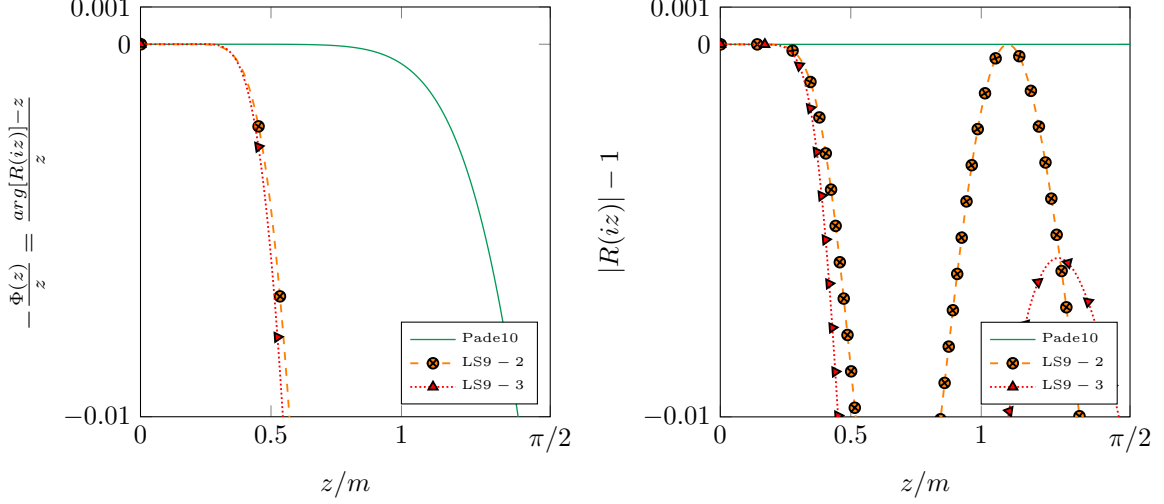 0.001
0
−0.01
0
0.5
1
π/2
z/m
−Φ(z)/z = arg[R(iz)]−z/z
Pade10
LS9 − 2
LS9 − 3
0.001
0
−0.01
0
0.5
1
π/2
z/m
|R(iz)| − 1
Pade10
LS9 − 2
LS9 − 3